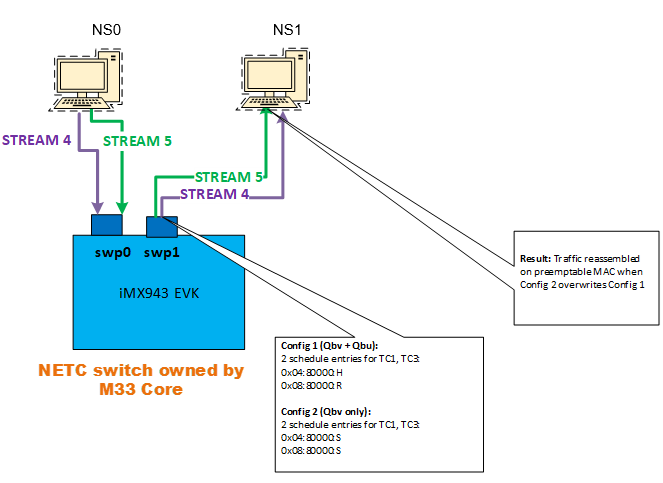 NS0
NS1
STREAM 4
STREAM 5
STREAM 5
STREAM 4
swp0
swp1
iMX943 EVK
NETC switch owned by
M33 Core
Result: Traffic reassembled
on preemptable MAC when
Config 2 overwrites Config 1
Config 1 (Qbv + Qbu):
2 schedule entries for TC1, TC3:
0x04:80000:H
0x08:80000:R
Config 2 (Qbv only):
2 schedule entries for TC1, TC3:
0x04:80000:S
0x08:80000:S